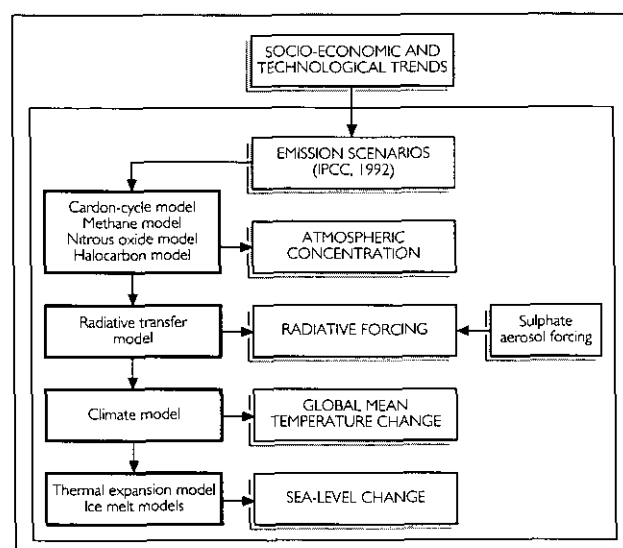 SOCIO-ECONOMIC AND
TECHNOLOGICAL TRENDS
EMISSION SCENARIOS
(IPCC, 1992)
Cardon-cycle model
Methane model
Nitrous oxide model
Halocarbon model
ATMOSPHERIC
CONCENTRATION
Radiative transfer
model
RADIATIVE FORCING
Sulphate
aerosol forcing
Climate model
GLOBAL MEAN
TEMPERATURE CHANGE
Thermal expansion model
Ice melt models
SEA-LEVEL CHANGE